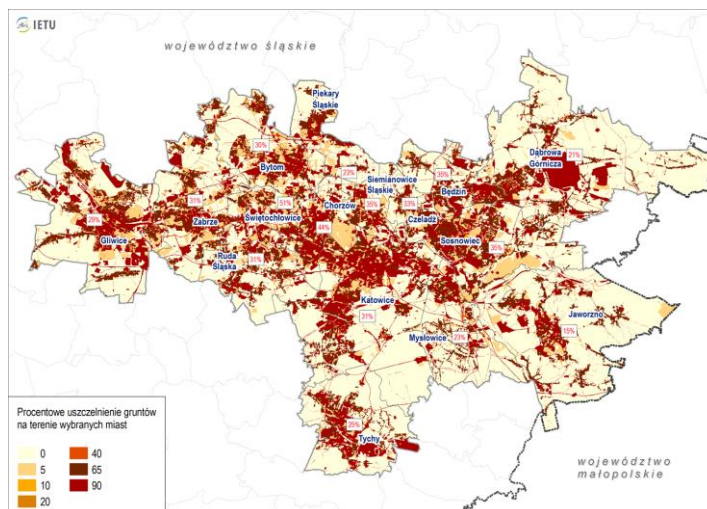 IETU
województwo śląskie
Piekary
Śląskie
30%
Bytom
23%
Siemianowice
Śląskie
35%
Będzin
Dąbrowa
Górnicza
21%
31%
Zabrze
51%
Świętochłowice
Chorzów
44%
35%
33%
Czeladź
Sosnowiec
35%
29%
Gliwice
Ruda
Śląska
31%
Katowice
31%
Mysłowice
23%
Jaworzno
15%
25%
Tychy
Procentowe uszczelnienie gruntów
na terenie wybranych miast
0
5
10
20
40
65
90
województwo
małopolskie